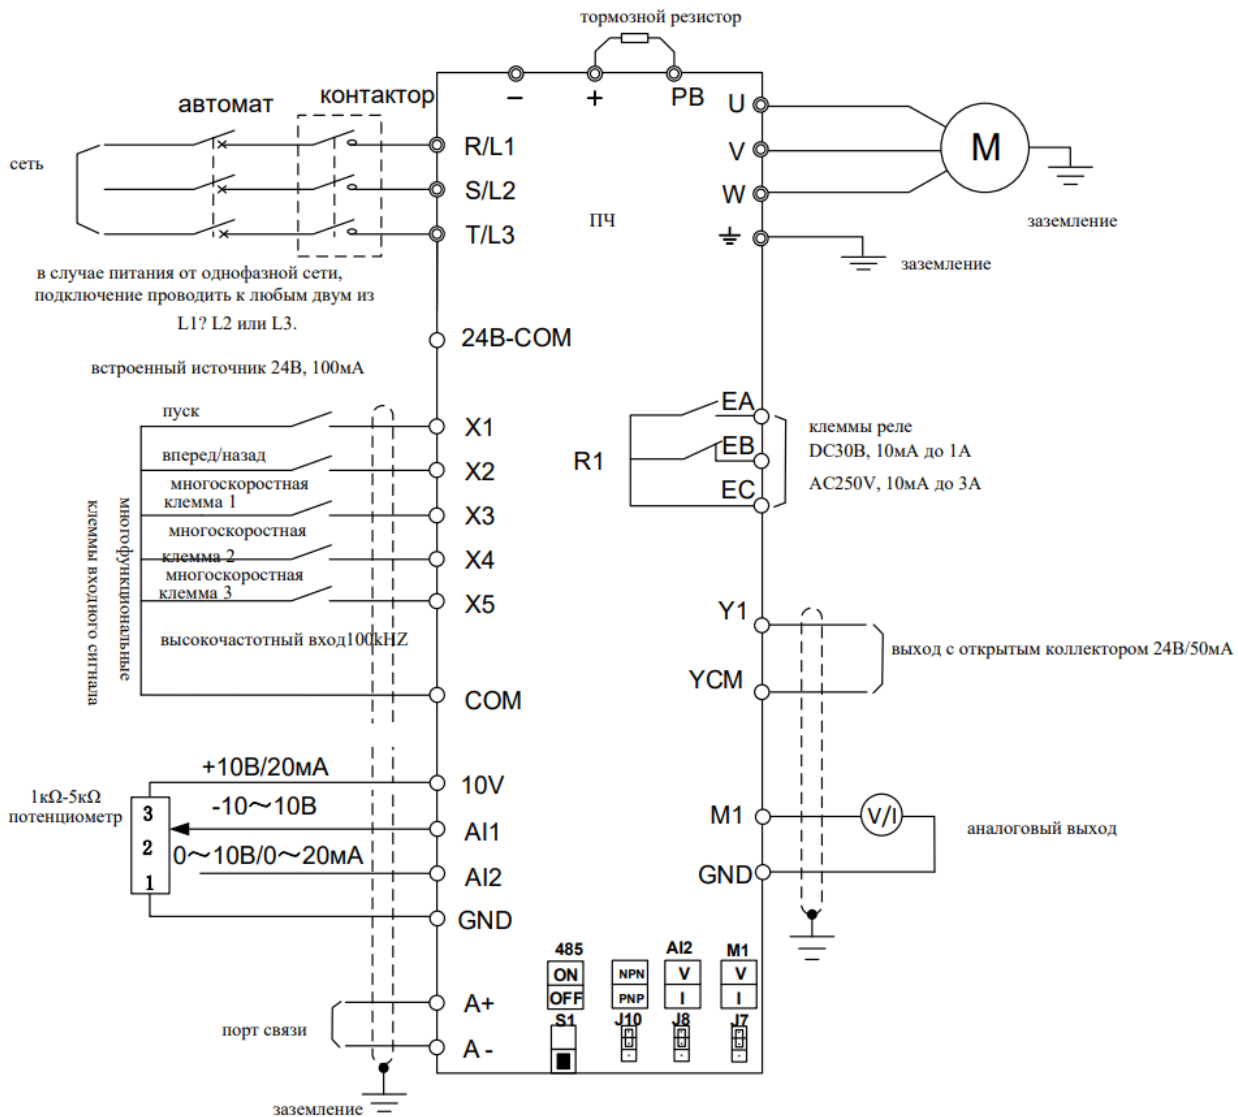 тормозной резистор
автомат
контактор
−
+
PB
U
R/L1
V
M
сеть
S/L2
W
ПЧ
T/L3
заземление
заземление
в случае питания от однофазной сети,
подключение проводить к любым двум из
L1? L2 или L3.
24В-COM
встроенный источник 24В, 100мА
пуск
X1
EA
клеммы реле
DC30В, 10мА до 1А
вперед/назад
X2
R1
EB
многоскоростная
клемма 1
X3
EC
AC250V, 10мА до 3А
многоскоростная
клемма 2
X4
многоскоростная
клемма 3
X5
многофункциональные
клеммы входного сигнала
Y1
высокочастотный вход100kHZ
выход с открытым коллектором 24В/50мА
YCM
COM
+10В/20мА
10V
1кΩ-5кΩ
потенциометр
3
2
1
-10～10В
AI1
M1
V/I
аналоговый выход
0～10В/0～20мА
AI2
GND
GND
485
AI2
M1
ON
NPN
V
V
OFF
PNP
I
I
S1
J10
J8
J7
A+
порт связи
A -
заземление